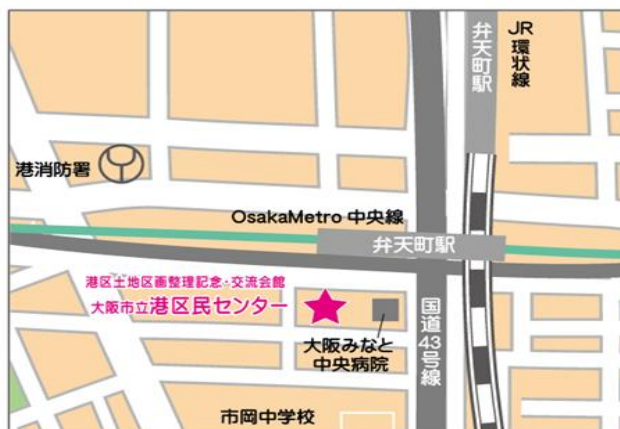 弁天町駅
JR
環状線
港消防署
OsakaMetro 中央線
弁天町駅
港区土地区画整理記念・交流会館
大阪市立港区民センター
大阪みなと
中央病院
国道43号線
市岡中学校